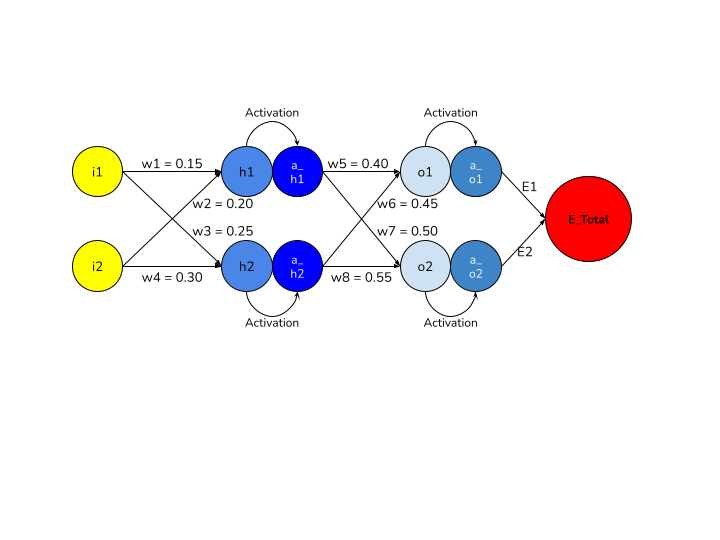 Activation
Activation
i1
w1 = 0.15
h1
a_
h1
w5 = 0.40
o1
a_
o1
E1
w2 = 0.20
w6 = 0.45
E_Total
w3 = 0.25
w7 = 0.50
i2
w4 = 0.30
h2
a_
h2
w8 = 0.55
o2
a_
o2
E2
Activation
Activation